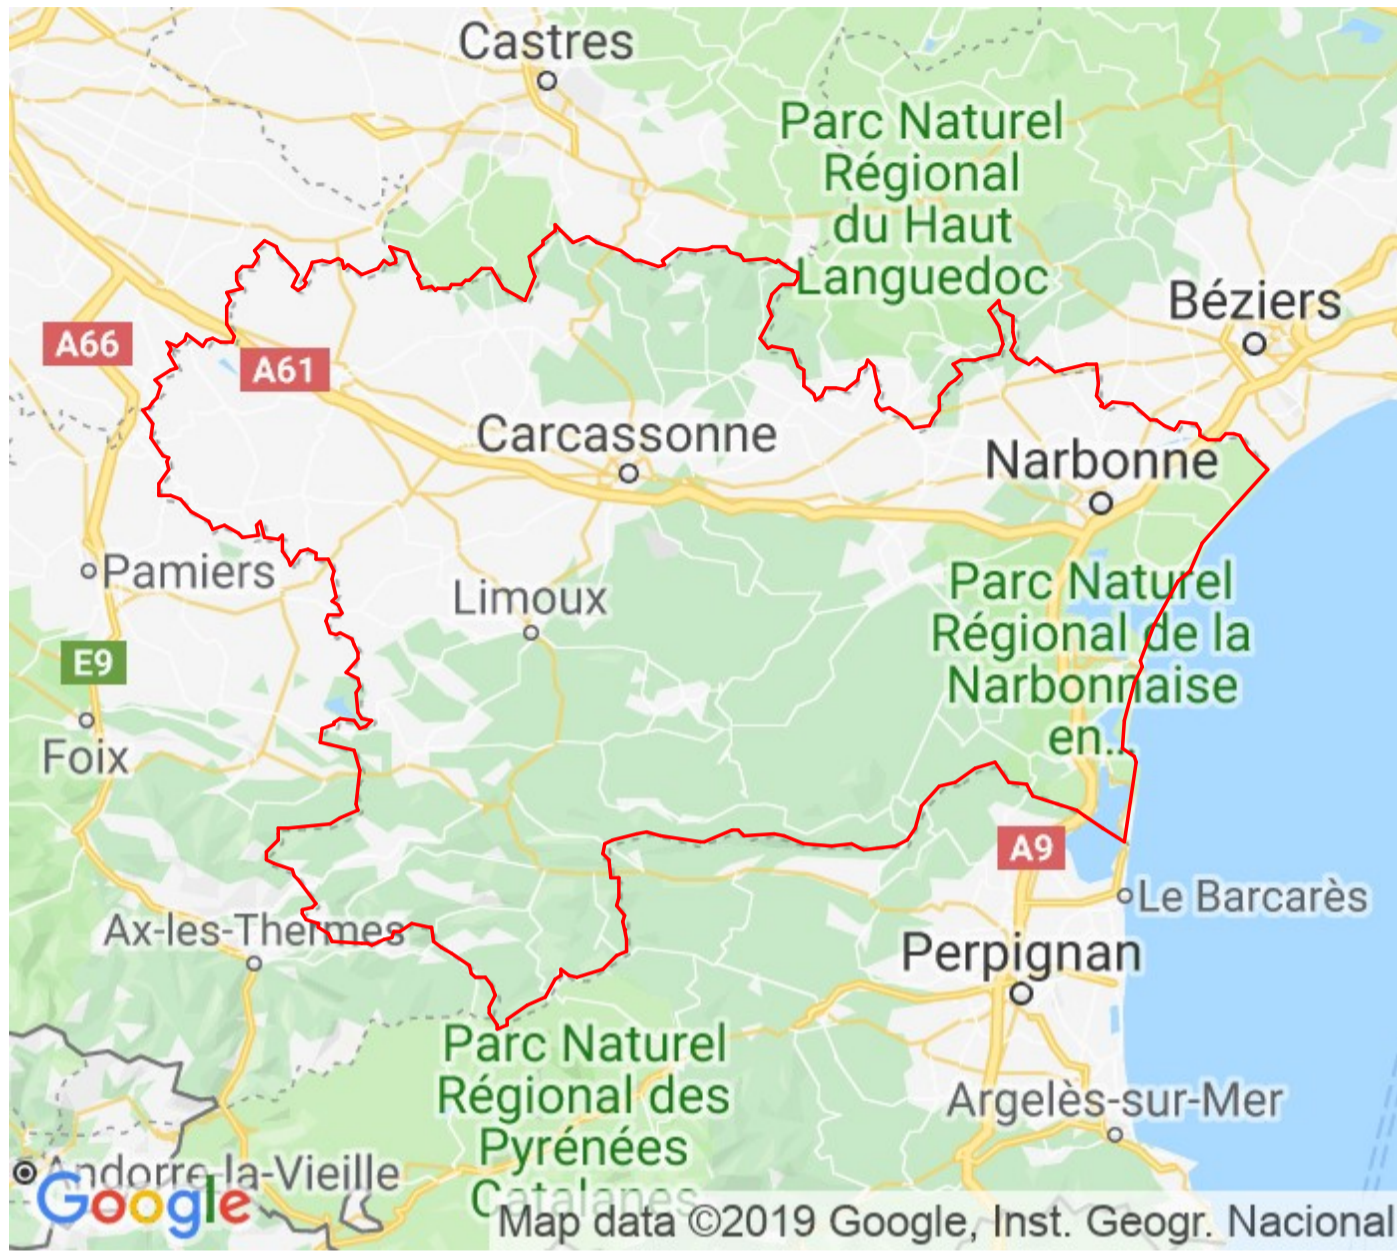 Castres
Parc Naturel
Régional
du Haut
Languedoc
Béziers
A66
A61
Carcassonne
Narbonne
Pamiers
Limoux
Parc Naturel
Régional de la
Narbonnaise
en...
E9
Foix
A9
Le Barcarès
Ax-les-Thermes
Perpignan
Parc Naturel
Régional des
Pyrénées
Catalanes
Argelès-sur-Mer
Andorre-la-Vieille
Google
Map data ©2019 Google, Inst. Geogr. Nacional